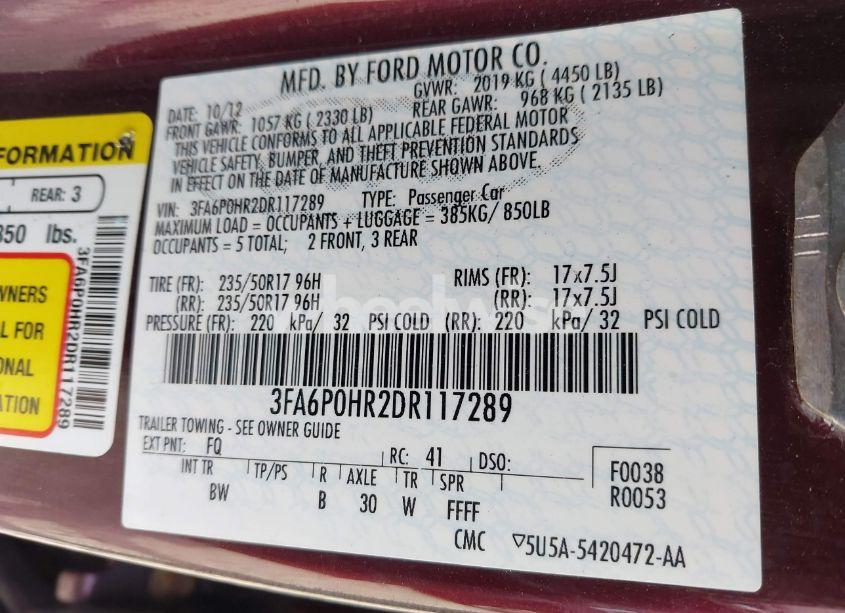 MFD. BY FORD MOTOR CO.
DATE: 10/12 GVWR: 2019 KG ( 4450 LB)
FRONT GAWR: 1057 KG ( 2330 LB) REAR GAWR: 968 KG ( 2135 LB)
THIS VEHICLE CONFORMS TO ALL APPLICABLE FEDERAL MOTOR
VEHICLE SAFETY, BUMPER, AND THEFT PREVENTION STANDARDS
IN EFFECT ON THE DATE OF MANUFACTURE SHOWN ABOVE.
VIN: 3FA6P0HR2DR117289 TYPE: Passenger Car
MAXIMUM LOAD = OCCUPANTS + LUGGAGE = 385KG/ 850LB
OCCUPANTS = 5 TOTAL; 2 FRONT, 3 REAR
TIRE (FR): 235/50R17 96H RIMS (FR): 17x7.5J
(RR): 235/50R17 96H (RR): 17x7.5J
PRESSURE (FR): 220 kPa/ 32 PSI COLD (RR): 220 kPa/ 32 PSI COLD
3FA6P0HR2DR117289
TRAILER TOWING - SEE OWNER GUIDE
EXT PNT: FQ RC: 41 DSO: F0038
INT TR TP/PS R AXLE TR SPR R0053
BW B 30 W FFFF
CMC ▽5U5A-5420472-AA
FORMATION
REAR: 3
850 lbs.
WNERS
L FOR
ONAL
ATION
3FA6P0HR2DR117289